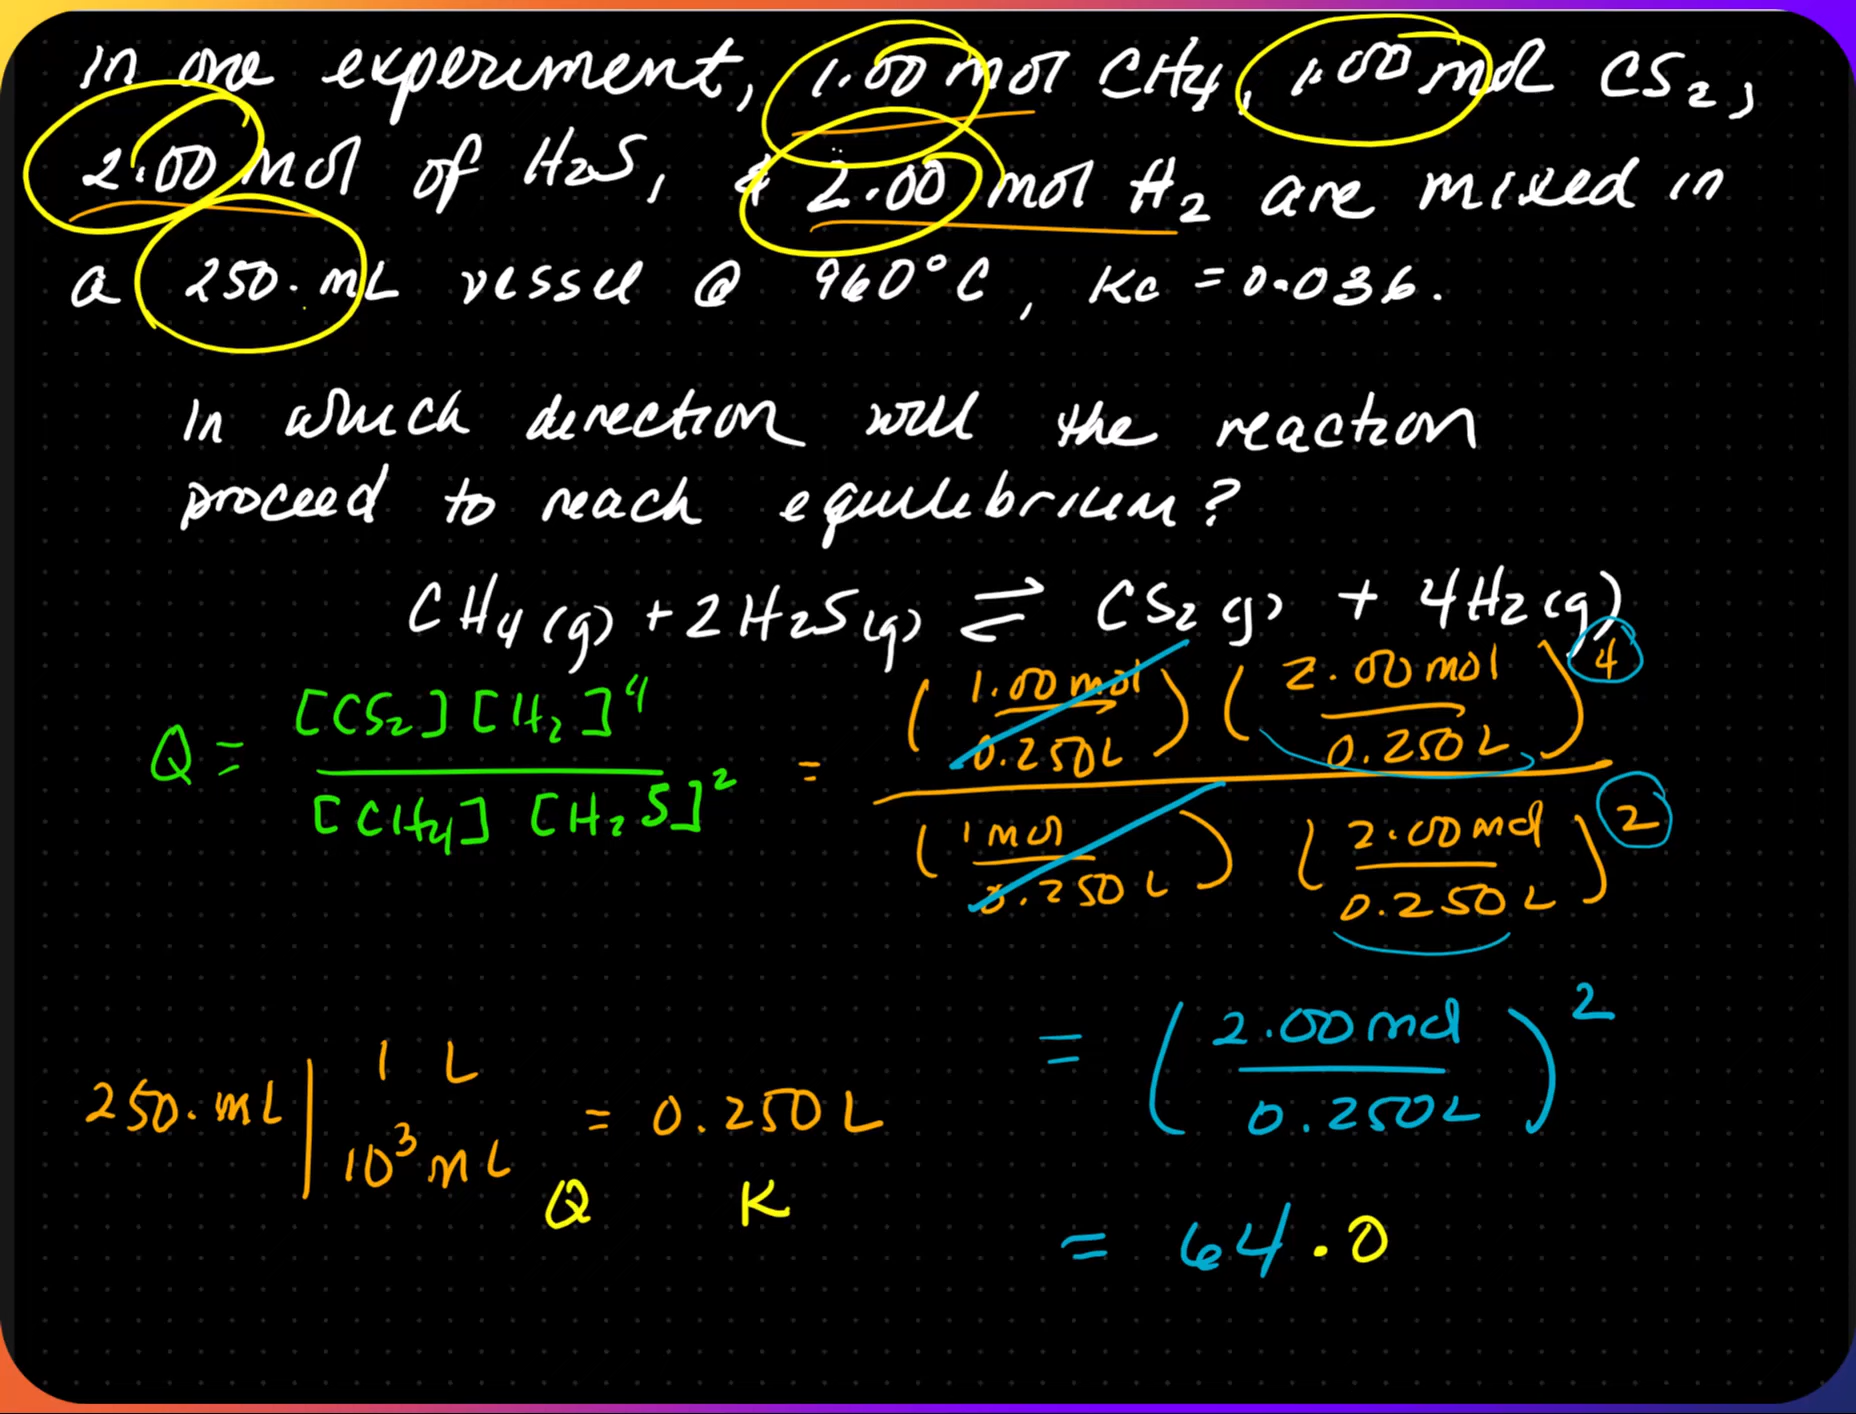 In one experiment, 1.00 mol CH4, 1.00 mol CS2,
2.00 mol of H2S, & 2.00 mol H2 are mixed in
a 250. mL vessel @ 960°C, Kc = 0.036.
In which direction will the reaction
proceed to reach equilibrium?
CH4(g) + 2H2S(g) ⇌ CS2(g) + 4H2(g)
Q = [CS2][H2]^4 / [CH4][H2S]^2 = (1.00 mol / 0.250L)(2.00 mol / 0.250L)^4 / (1 mol / 0.250 L)(2.00 mol / 0.250 L)^2
= (2.00 mol / 0.250L)^2
250. mL | 1 L / 10^3 mL = 0.250 L
Q K
= 64.0